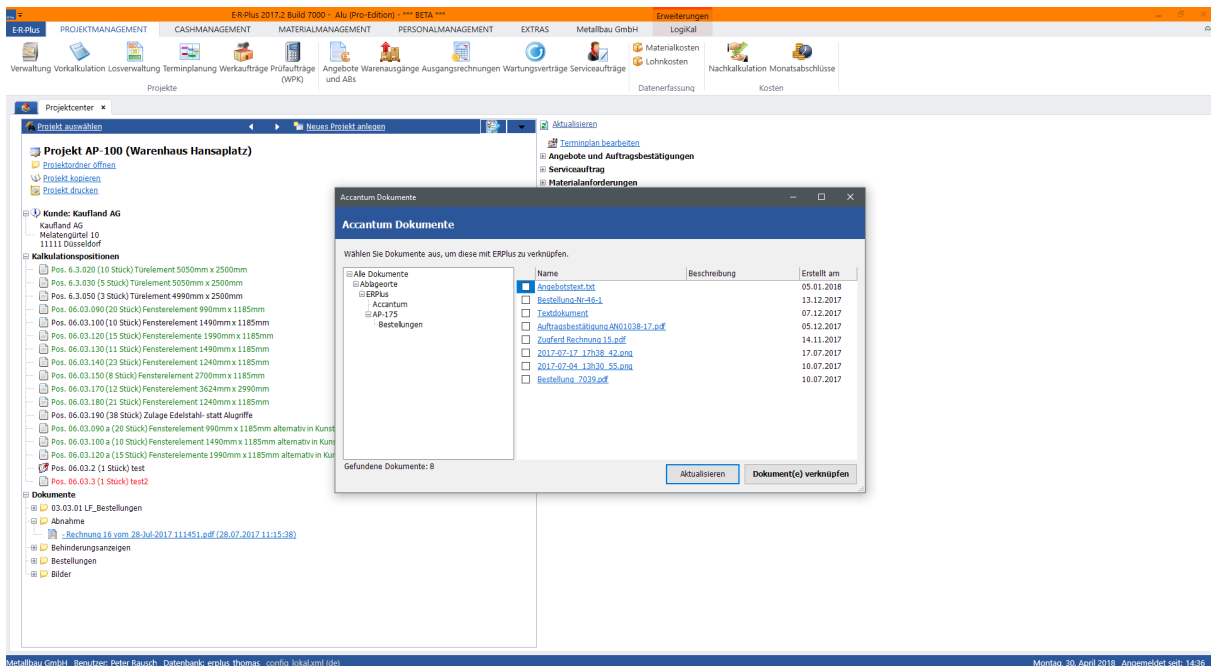 E-R-Plus 2017.2 Build 7000 - Alu (Pro-Edition) - *** BETA ***
Erweiterungen
E-R-Plus PROJEKTMANAGEMENT CASHMANAGEMENT MATERIALMANAGEMENT PERSONALMANAGEMENT EXTRAS Metallbau GmbH LogiKal
Verwaltung Vorkalkulation Losverwaltung Terminplanung Werkaufträge Prüfaufträge (WPK)
Angebote und ABs Warenausgänge Ausgangsrechnungen Wartungsverträge Serviceaufträge
Materialkosten
Lohnkosten
Nachkalkulation Monatsabschlüsse
Projekte
Datenerfassung
Kosten
Projektcenter ×
Projekt auswählen
Neues Projekt anlegen
Projekt AP-100 (Warenhaus Hansaplatz)
Projektordner öffnen
Projekt kopieren
Projekt drucken
Kunde: Kaufland AG
Kaufland AG
Melatengürtel 10
11111 Düsseldorf
Kalkulationspositionen
Pos. 6.3.020 (10 Stück) Türelement 5050mm x 2500mm
Pos. 6.3.030 (5 Stück) Türelement 5050mm x 2500mm
Pos. 6.3.050 (3 Stück) Türelement 4990mm x 2500mm
Pos. 06.03.090 (20 Stück) Fensterelement 990mm x 1185mm
Pos. 06.03.100 (10 Stück) Fensterelement 1490mm x 1185mm
Pos. 06.03.120 (15 Stück) Fensterelemente 1990mm x 1185mm
Pos. 06.03.130 (11 Stück) Fensterelement 1490mm x 1185mm
Pos. 06.03.140 (23 Stück) Fensterelement 1240mm x 1185mm
Pos. 06.03.150 (8 Stück) Fensterelement 2700mm x 1185mm
Pos. 06.03.170 (12 Stück) Fensterelement 3624mm x 2990mm
Pos. 06.03.180 (21 Stück) Fensterelement 1240mm x 1185mm
Pos. 06.03.190 (38 Stück) Zulage Edelstahl- statt Alugriffe
Pos. 06.03.090 a (20 Stück) Fensterelement 990mm x 1185mm alternativ in Kunst
Pos. 06.03.100 a (10 Stück) Fensterelement 1490mm x 1185mm alternativ in Kuns
Pos. 06.03.120 a (15 Stück) Fensterelemente 1990mm x 1185mm alternativ in Kur
Pos. 06.03.2 (1 Stück) test
Pos. 06.03.3 (1 Stück) test2
Dokumente
03.03.01 LF_Bestellungen
Abnahme
- Rechnung 16 vom 28-Jul-2017 111451.pdf (28.07.2017 11:15:38)
Behinderungsanzeigen
Bestellungen
Bilder
Aktualisieren
Terminplan bearbeiten
Angebote und Auftragsbestätigungen
Serviceauftrag
Materialanforderungen
Accantum Dokumente
Accantum Dokumente
Wählen Sie Dokumente aus, um diese mit ERPlus zu verknüpfen.
Alle Dokumente
Ablageorte
ERPlus
Accantum
AP-175
Bestellungen
Name Beschreibung Erstellt am
Angebotstext.txt 05.01.2018
Bestellung-Nr-46-1 13.12.2017
Textdokument 07.12.2017
Auftragsbestätigung AN01038-17.pdf 05.12.2017
Zugferd Rechnung 15.pdf 14.11.2017
2017-07-17 17h38 42.png 17.07.2017
2017-07-04 13h30 55.png 10.07.2017
Bestellung 7039.pdf 10.07.2017
Gefundene Dokumente: 8
Aktualisieren
Dokument(e) verknüpfen
Metallbau GmbH Benutzer: Peter Rausch Datenbank: erplus_thomas config_lokal.xml (de)
Montag, 30. April 2018 Angemeldet seit: 14:36